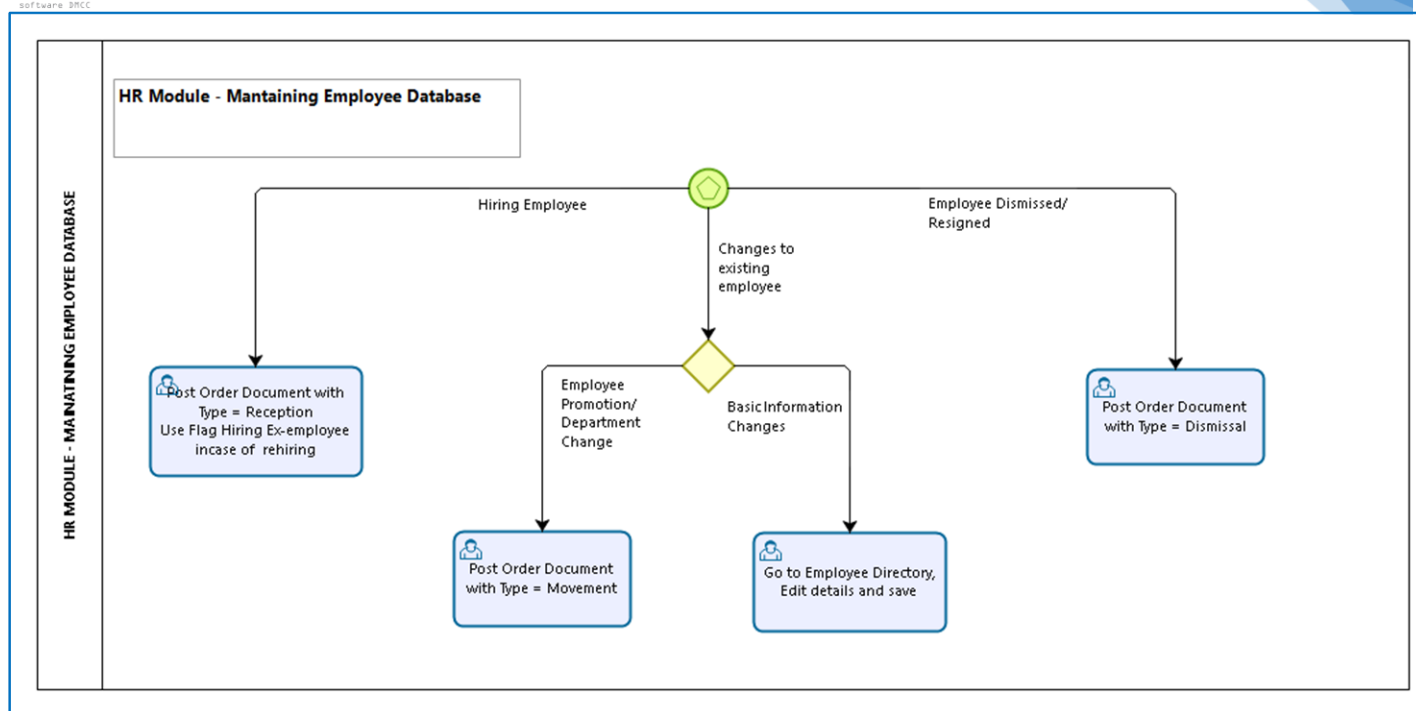 software DMCC
HR Module - Mantaining Employee Database
HR MODULE - MAINATINING EMPLOYEE DATABASE
Hiring Employee
Employee Dismissed/
Resigned
Changes to
existing
employee
Post Order Document with
Type = Reception
Use Flag Hiring Ex-employee
incase of rehiring
Employee
Promotion/
Department
Change
Basic Information
Changes
Post Order Document
with Type = Dismissal
Post Order Document
with Type = Movement
Go to Employee Directory,
Edit details and save